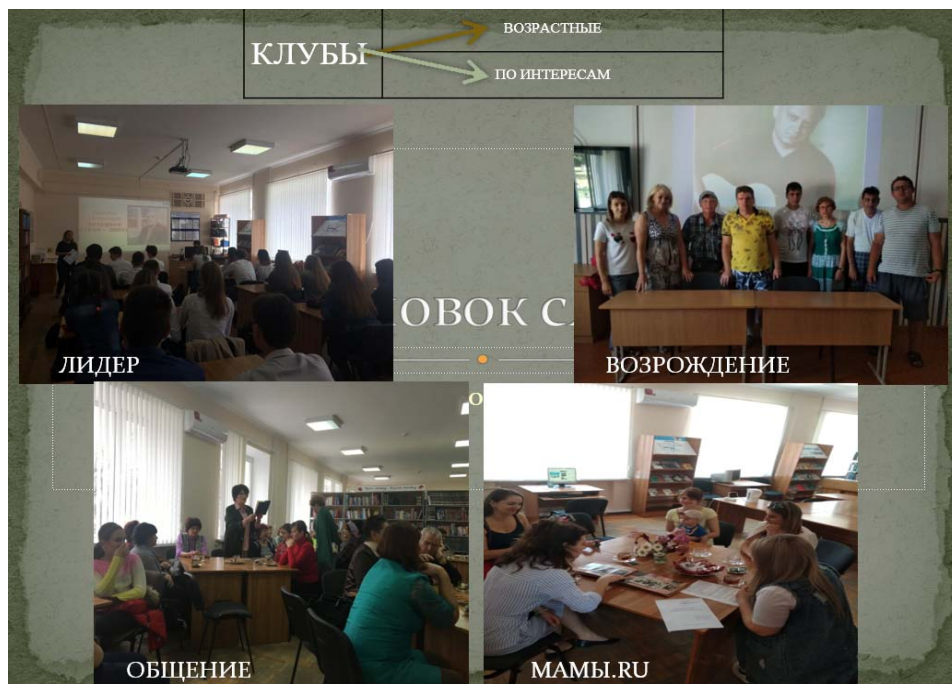 КЛУБЫ
ВОЗРАСТНЫЕ
ПО ИНТЕРЕСАМ
ЛИДЕР
ВОЗРОЖДЕНИЕ
ОБЩЕНИЕ
МАМЫ.RU